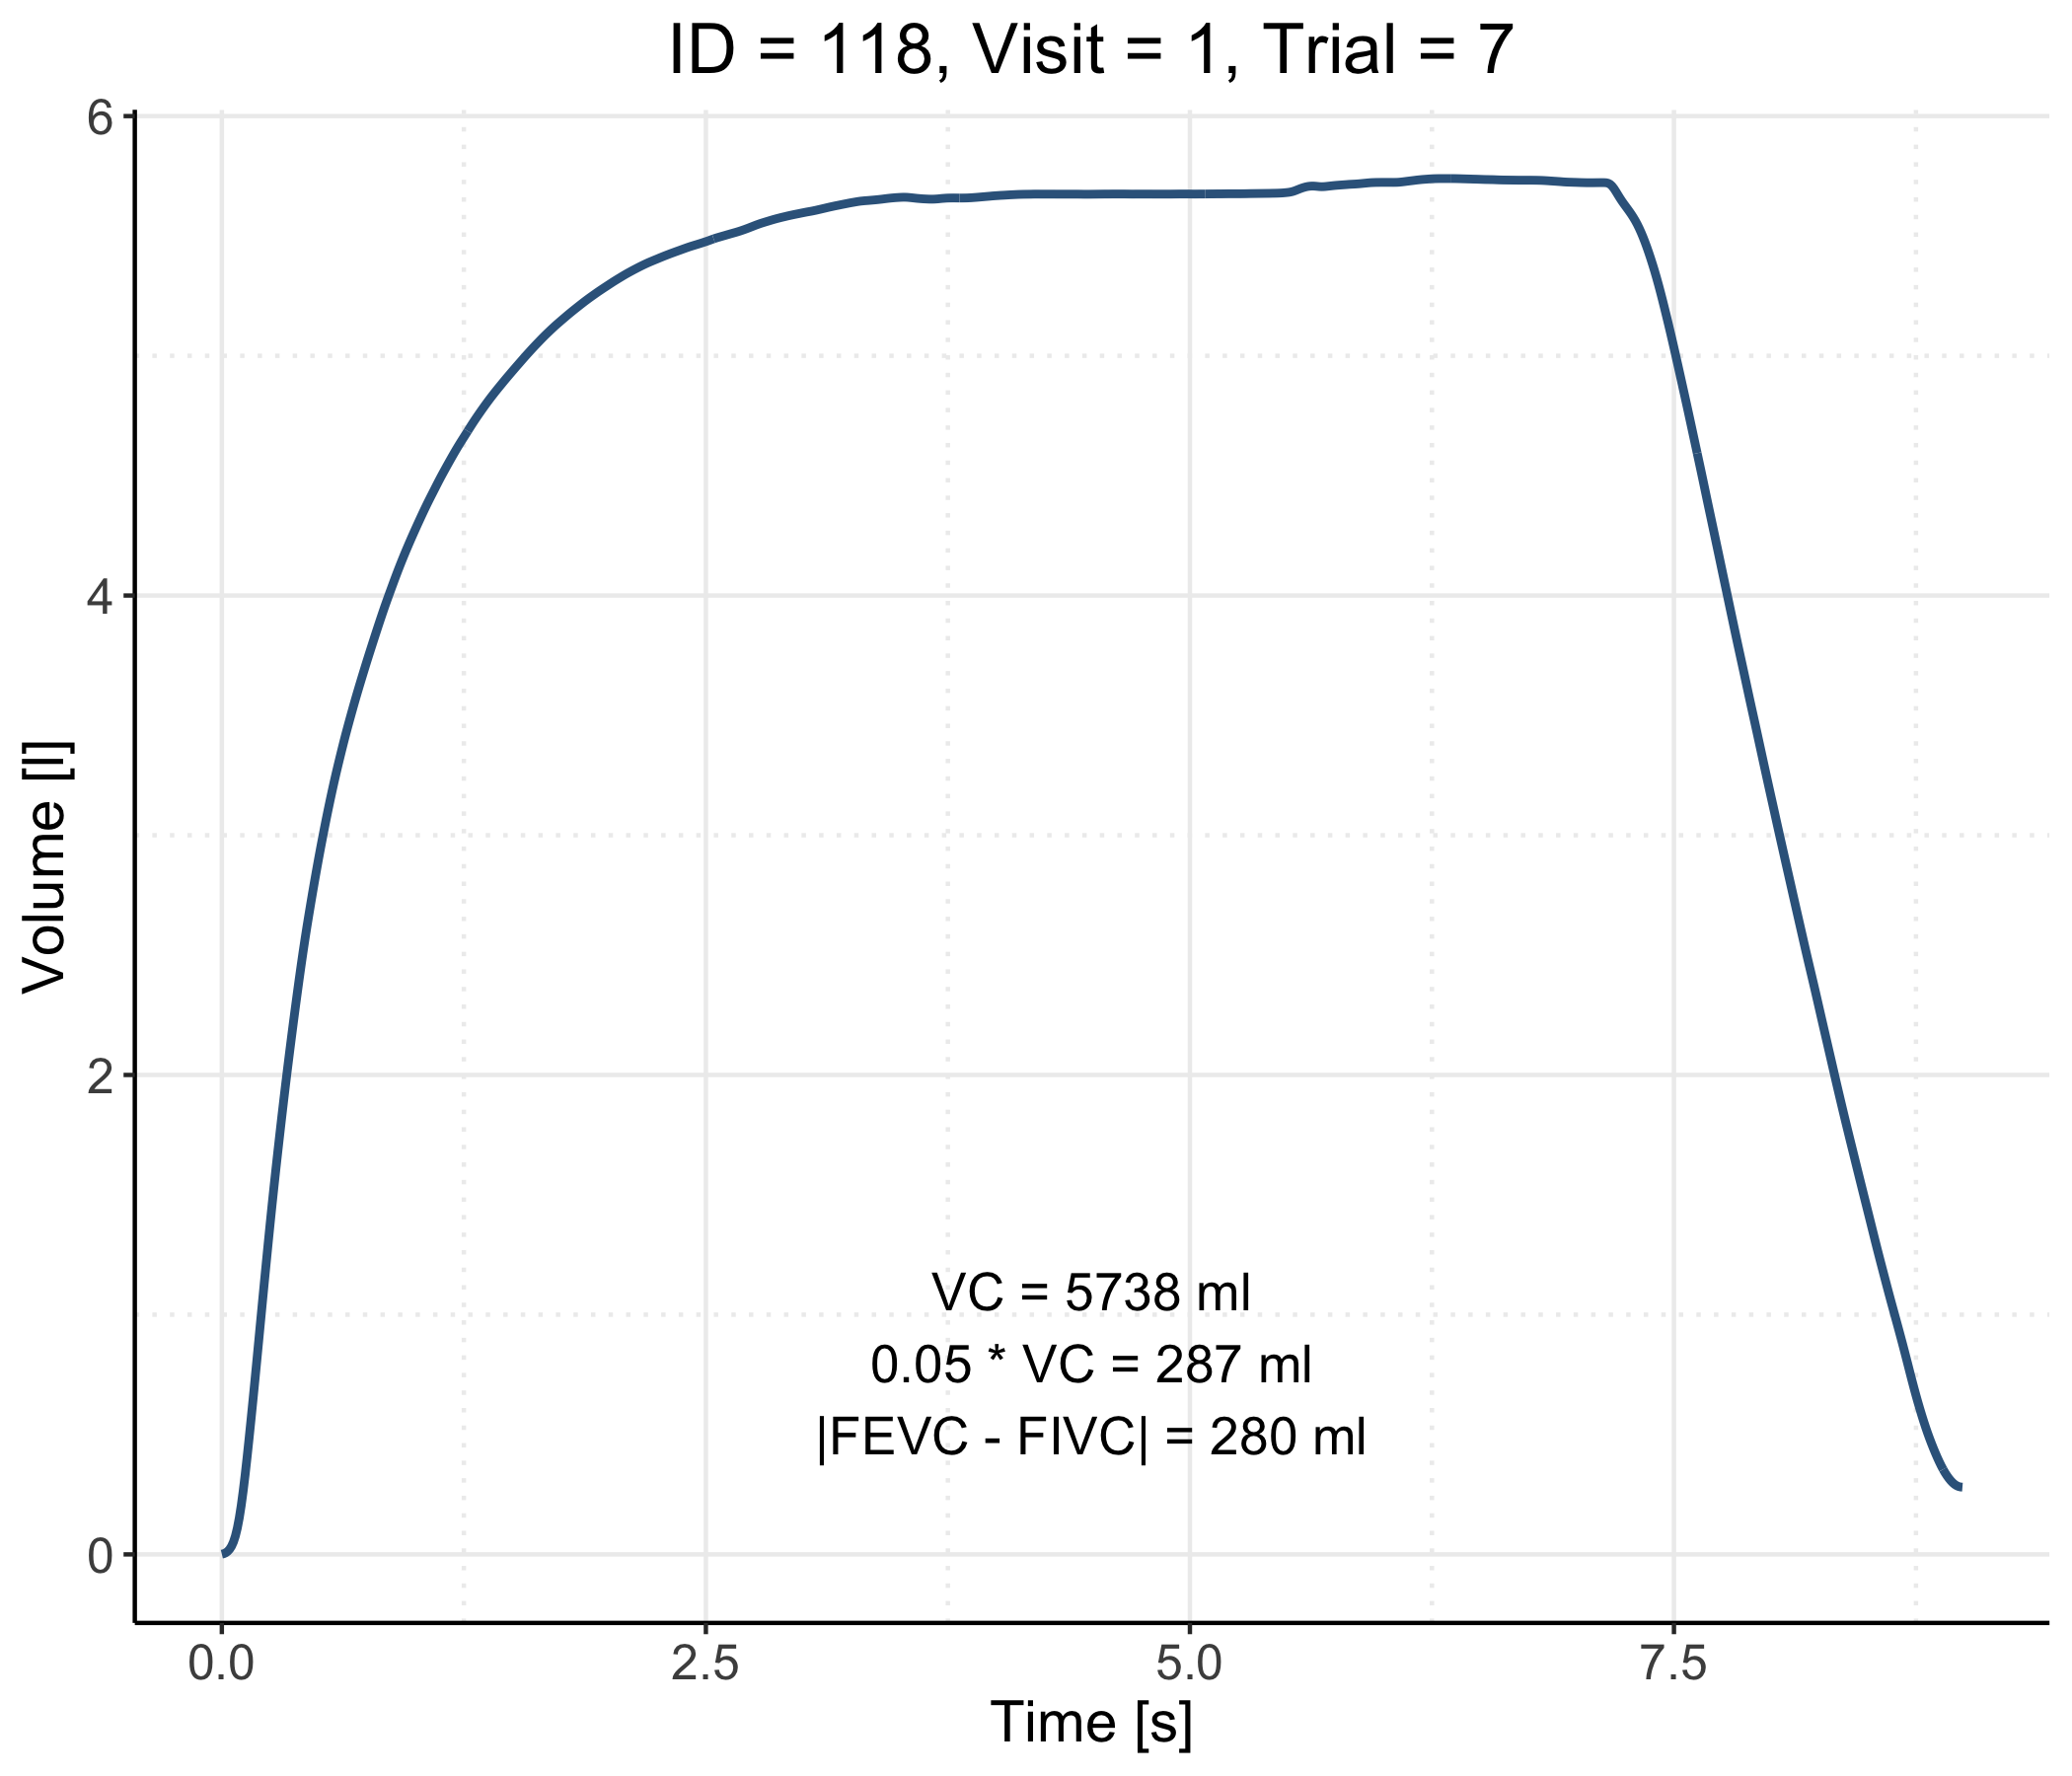 ID = 118, Visit = 1, Trial = 7
6
4
2
0
Volume [l]
VC = 5738 ml
0.05 * VC = 287 ml
|FEVC - FIVC| = 280 ml
0.0 2.5 5.0 7.5
Time [s]